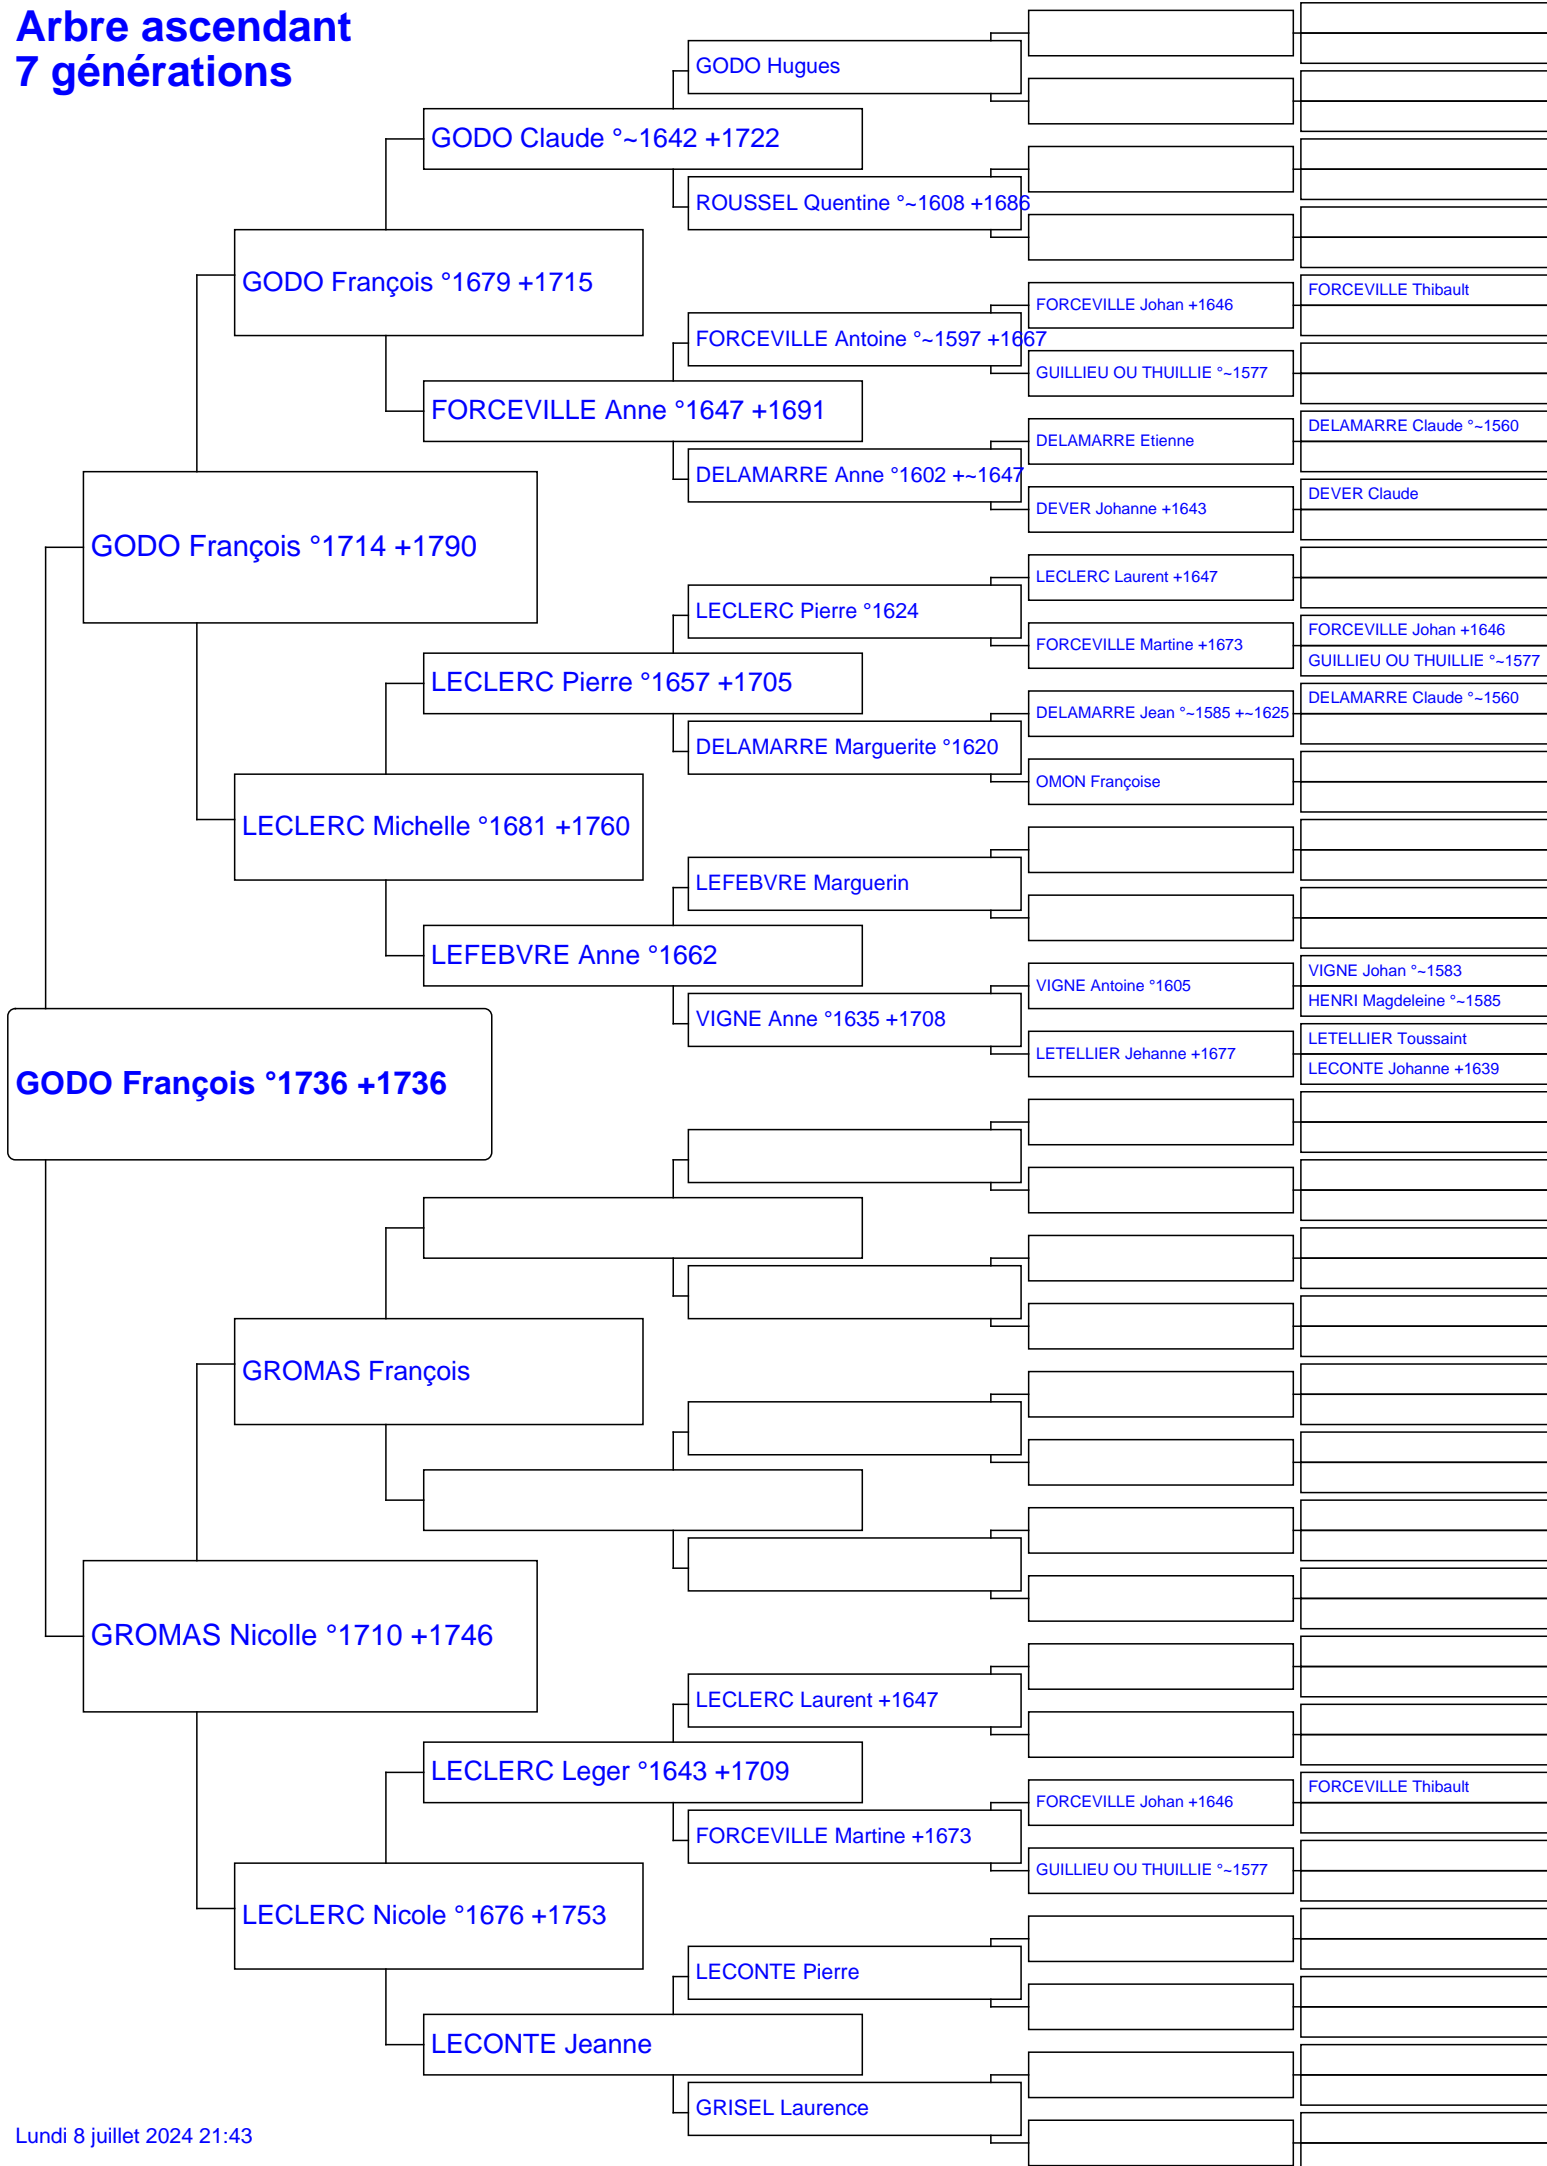 Arbre ascendant
7 générations
GODO Hugues
GODO Claude °~1642 +1722
ROUSSEL Quentine °~1608 +1686
GODO François °1679 +1715
FORCEVILLE Thibault
FORCEVILLE Johan +1646
FORCEVILLE Antoine °~1597 +1667
GUILLIEU OU THUILLIE °~1577
FORCEVILLE Anne °1647 +1691
DELAMARRE Claude °~1560
DELAMARRE Etienne
DELAMARRE Anne °1602 +~1647
DEVER Claude
DEVER Johanne +1643
GODO François °1714 +1790
LECLERC Laurent +1647
LECLERC Pierre °1624
FORCEVILLE Johan +1646
FORCEVILLE Martine +1673
GUILLIEU OU THUILLIE °~1577
LECLERC Pierre °1657 +1705
DELAMARRE Claude °~1560
DELAMARRE Jean °~1585 +~1625
DELAMARRE Marguerite °1620
OMON Françoise
LECLERC Michelle °1681 +1760
LEFEBVRE Marguerin
LEFEBVRE Anne °1662
VIGNE Johan °~1583
VIGNE Antoine °1605
HENRI Magdeleine °~1585
VIGNE Anne °1635 +1708
LETELLIER Toussaint
LETELLIER Jehanne +1677
LECONTE Johanne +1639
GODO François °1736 +1736
GROMAS François
GROMAS Nicolle °1710 +1746
LECLERC Laurent +1647
LECLERC Leger °1643 +1709
FORCEVILLE Thibault
FORCEVILLE Johan +1646
FORCEVILLE Martine +1673
GUILLIEU OU THUILLIE °~1577
LECLERC Nicole °1676 +1753
LECONTE Pierre
LECONTE Jeanne
GRISEL Laurence
Lundi 8 juillet 2024 21:43